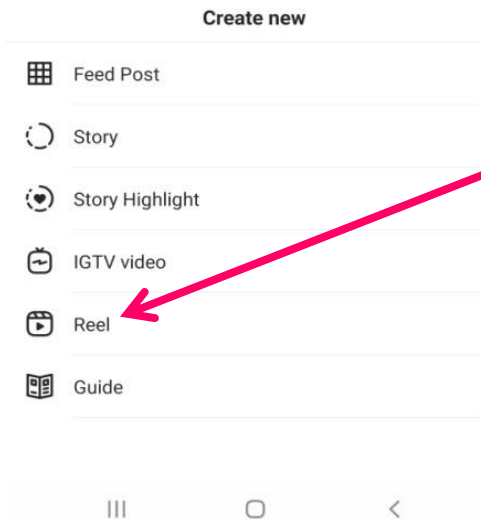 Create new
Feed Post
Story
Story Highlight
IGTV video
Reel
Guide